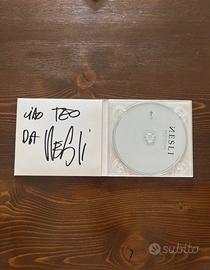 CIAO TEO
DA NESLI
NESLI
subito